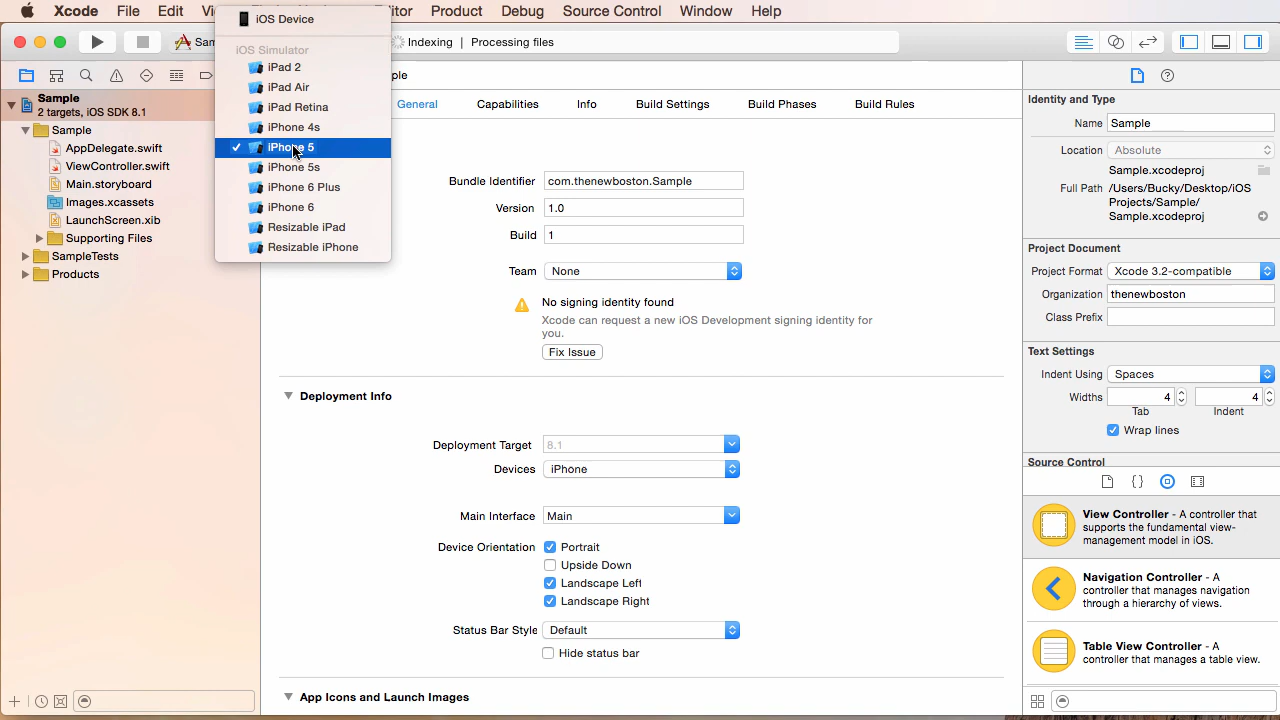 Xcode File Edit Editor Product Debug Source Control Window Help
iOS Device
iOS Simulator
iPad 2
iPad Air
iPad Retina
iPhone 4s
iPhone 5
iPhone 5s
iPhone 6 Plus
iPhone 6
Resizable iPad
Resizable iPhone
Indexing | Processing files
Sample
2 targets, iOS SDK 8.1
Sample
AppDelegate.swift
ViewController.swift
Main.storyboard
Images.xcassets
LaunchScreen.xib
Supporting Files
SampleTests
Products
General Capabilities Info Build Settings Build Phases Build Rules
Bundle Identifier com.thenewboston.Sample
Version 1.0
Build 1
Team None
No signing identity found
Xcode can request a new iOS Development signing identity for
you.
Fix Issue
Deployment Info
Deployment Target 8.1
Devices iPhone
Main Interface Main
Device Orientation Portrait
Upside Down
Landscape Left
Landscape Right
Status Bar Style Default
Hide status bar
App Icons and Launch Images
Identity and Type
Name Sample
Location Absolute
Sample.xcodeproj
Full Path /Users/Bucky/Desktop/iOS
Projects/Sample/
Sample.xcodeproj
Project Document
Project Format Xcode 3.2-compatible
Organization thenewboston
Class Prefix
Text Settings
Indent Using Spaces
Widths 4 4
Tab Indent
Wrap lines
Source Control
View Controller - A controller that
supports the fundamental view-
management model in iOS.
Navigation Controller - A
controller that manages navigation
through a hierarchy of views.
Table View Controller - A
controller that manages a table view.